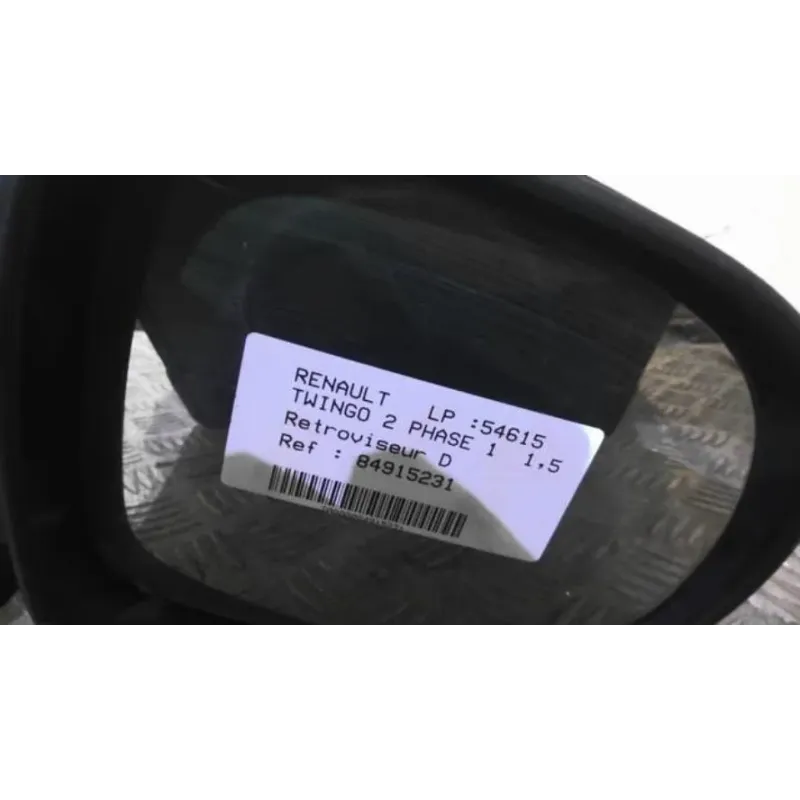 RENAULT LP :54615
TWINGO 2 PHASE 1 1,5
Retroviseur D
Ref : 84915231